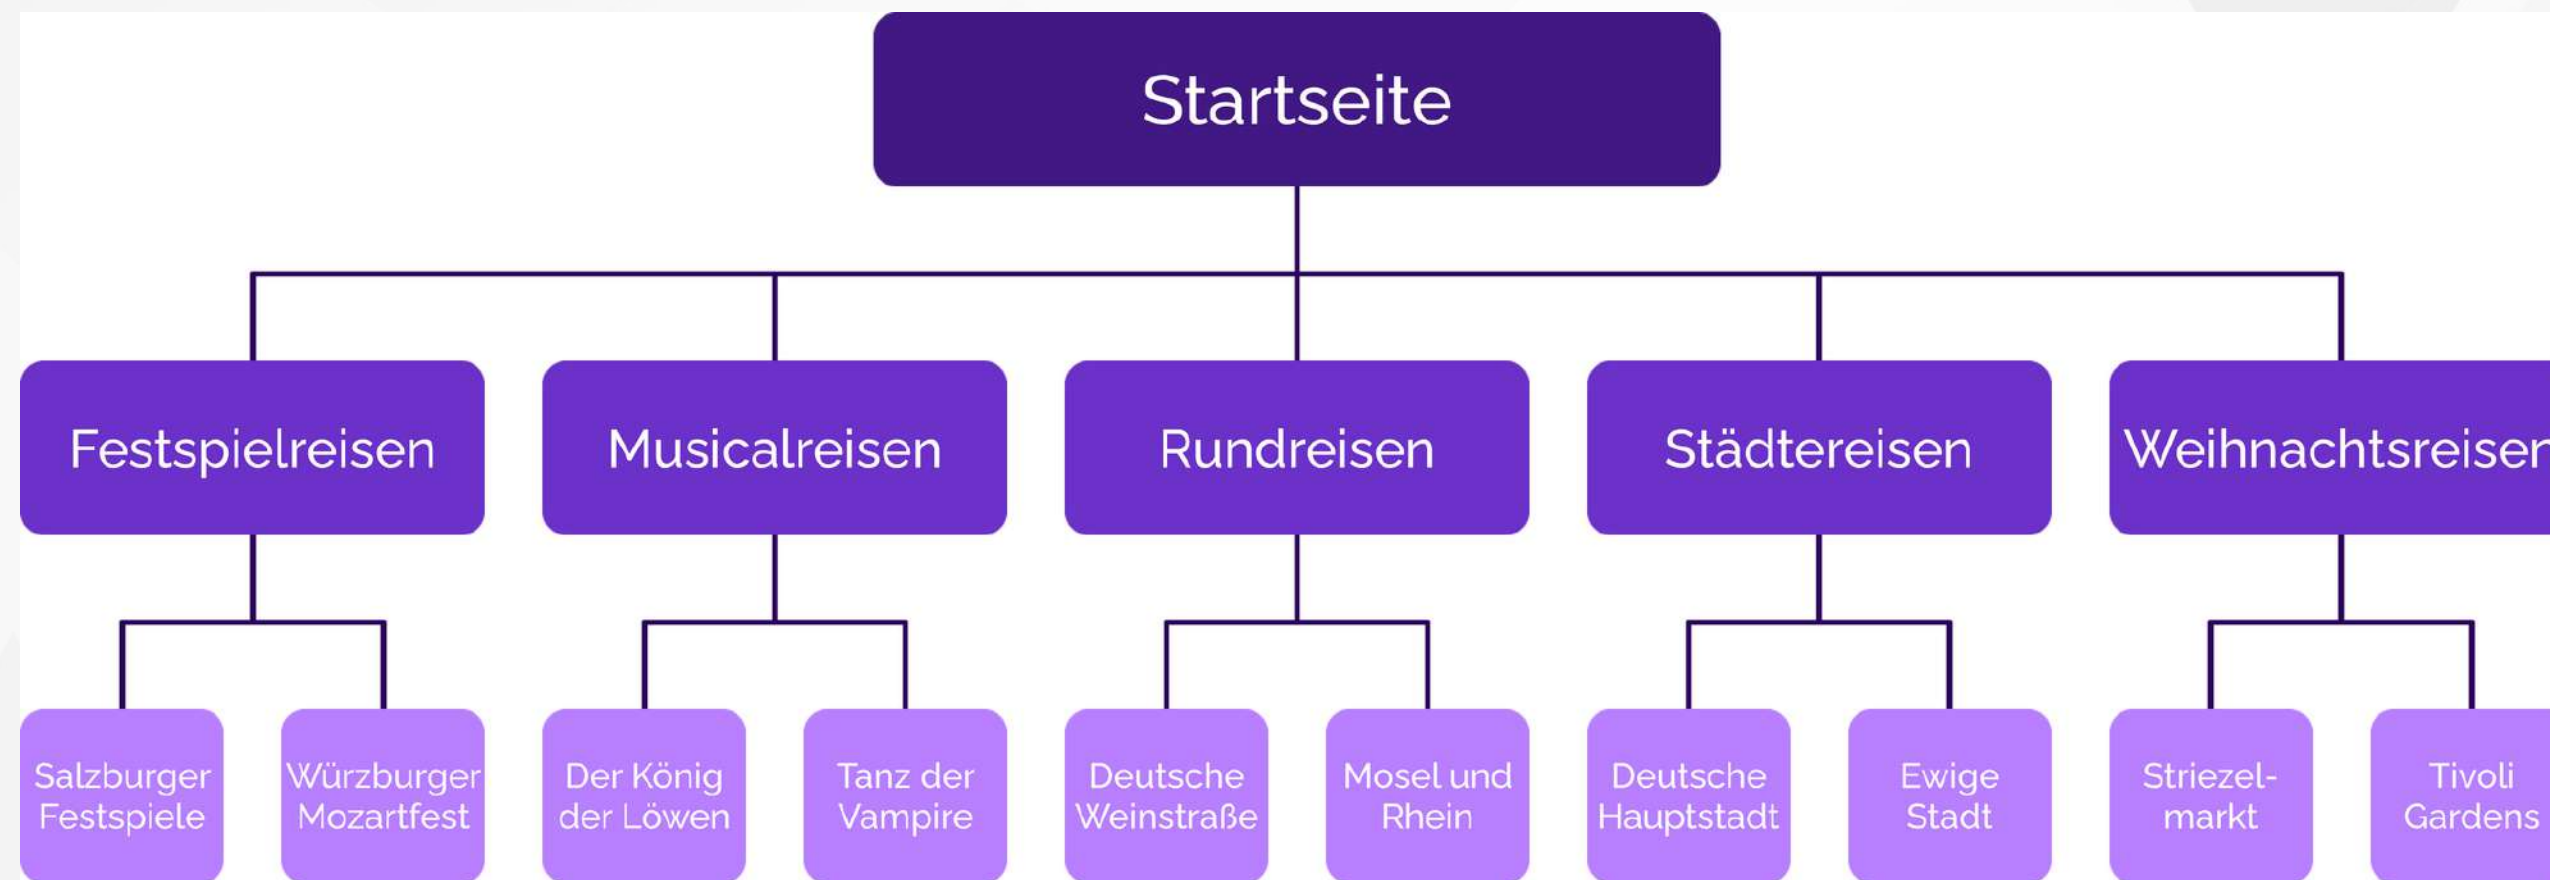 Startseite
Festspielreisen
Musicalreisen
Rundreisen
Städtereisen
Weihnachtsreisen
Salzburger
Festspiele
Würzburger
Mozartfest
Der König
der Löwen
Tanz der
Vampire
Deutsche
Weinstraße
Mosel und
Rhein
Deutsche
Hauptstadt
Ewige
Stadt
Striezel-
markt
Tivoli
Gardens